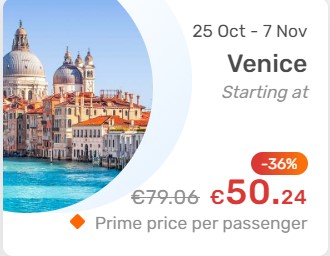 25 Oct - 7 Nov
Venice
Starting at
-36%
€79.06 €50.24
Prime price per passenger